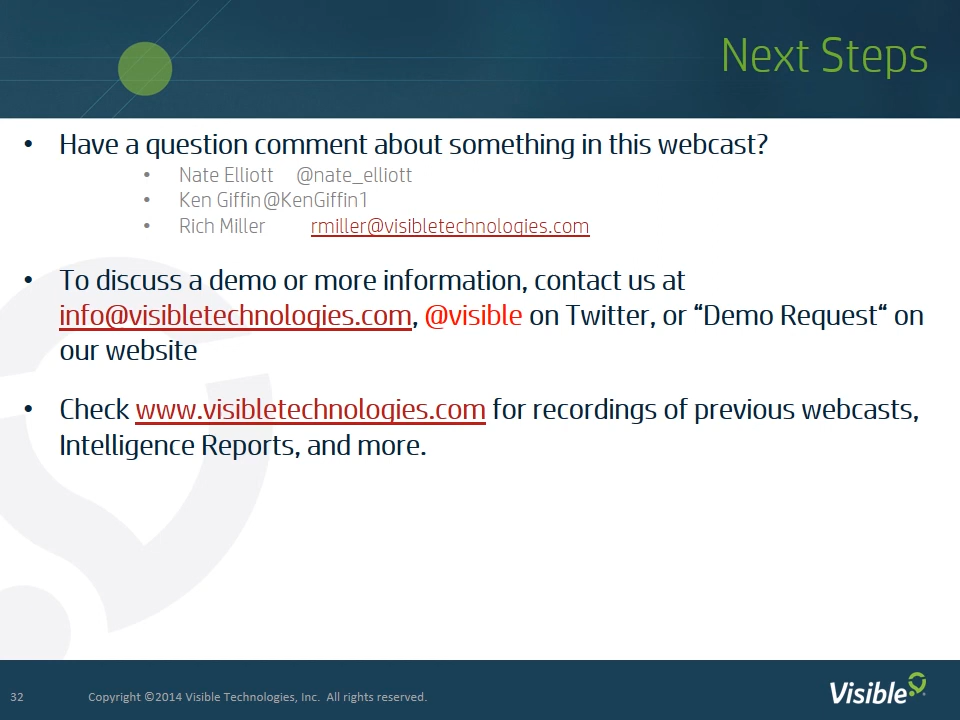 Next Steps
• Have a question comment about something in this webcast?
• Nate Elliott @nate_elliott
• Ken Giffin @KenGiffin1
• Rich Miller rmiller@visibletechnologies.com
• To discuss a demo or more information, contact us at
info@visibletechnologies.com, @visible on Twitter, or “Demo Request“ on
our website
• Check www.visibletechnologies.com for recordings of previous webcasts,
Intelligence Reports, and more.
32 Copyright ©2014 Visible Technologies, Inc. All rights reserved.
Visible